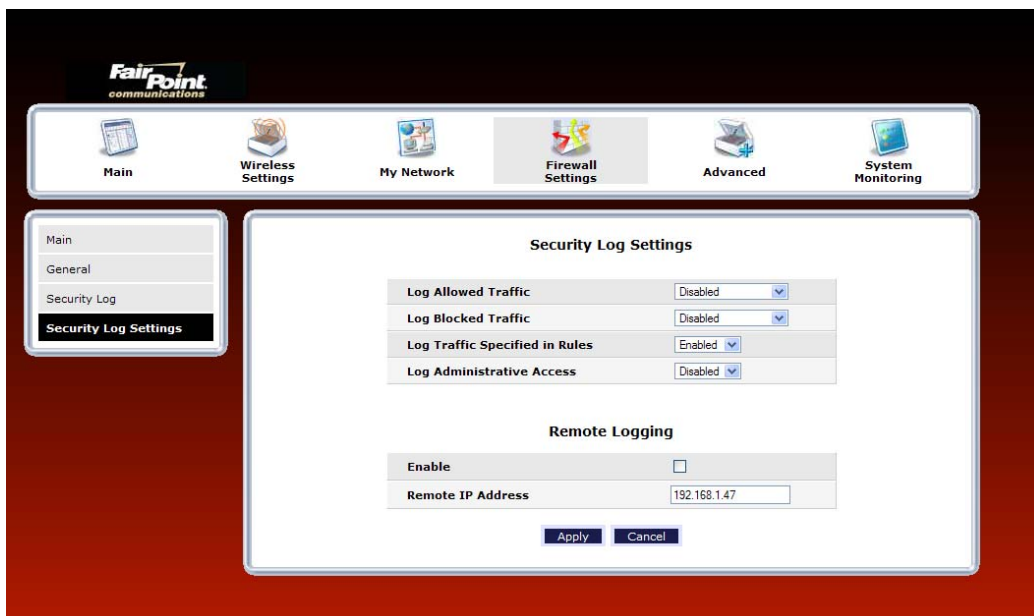 FairPoint.
communications
Main
Wireless
Settings
My Network
Firewall
Settings
Advanced
System
Monitoring
Main
General
Security Log
Security Log Settings
Security Log Settings
Log Allowed Traffic Disabled
Log Blocked Traffic Disabled
Log Traffic Specified in Rules Enabled
Log Administrative Access Disabled
Remote Logging
Enable
Remote IP Address 192.168.1.47
Apply Cancel